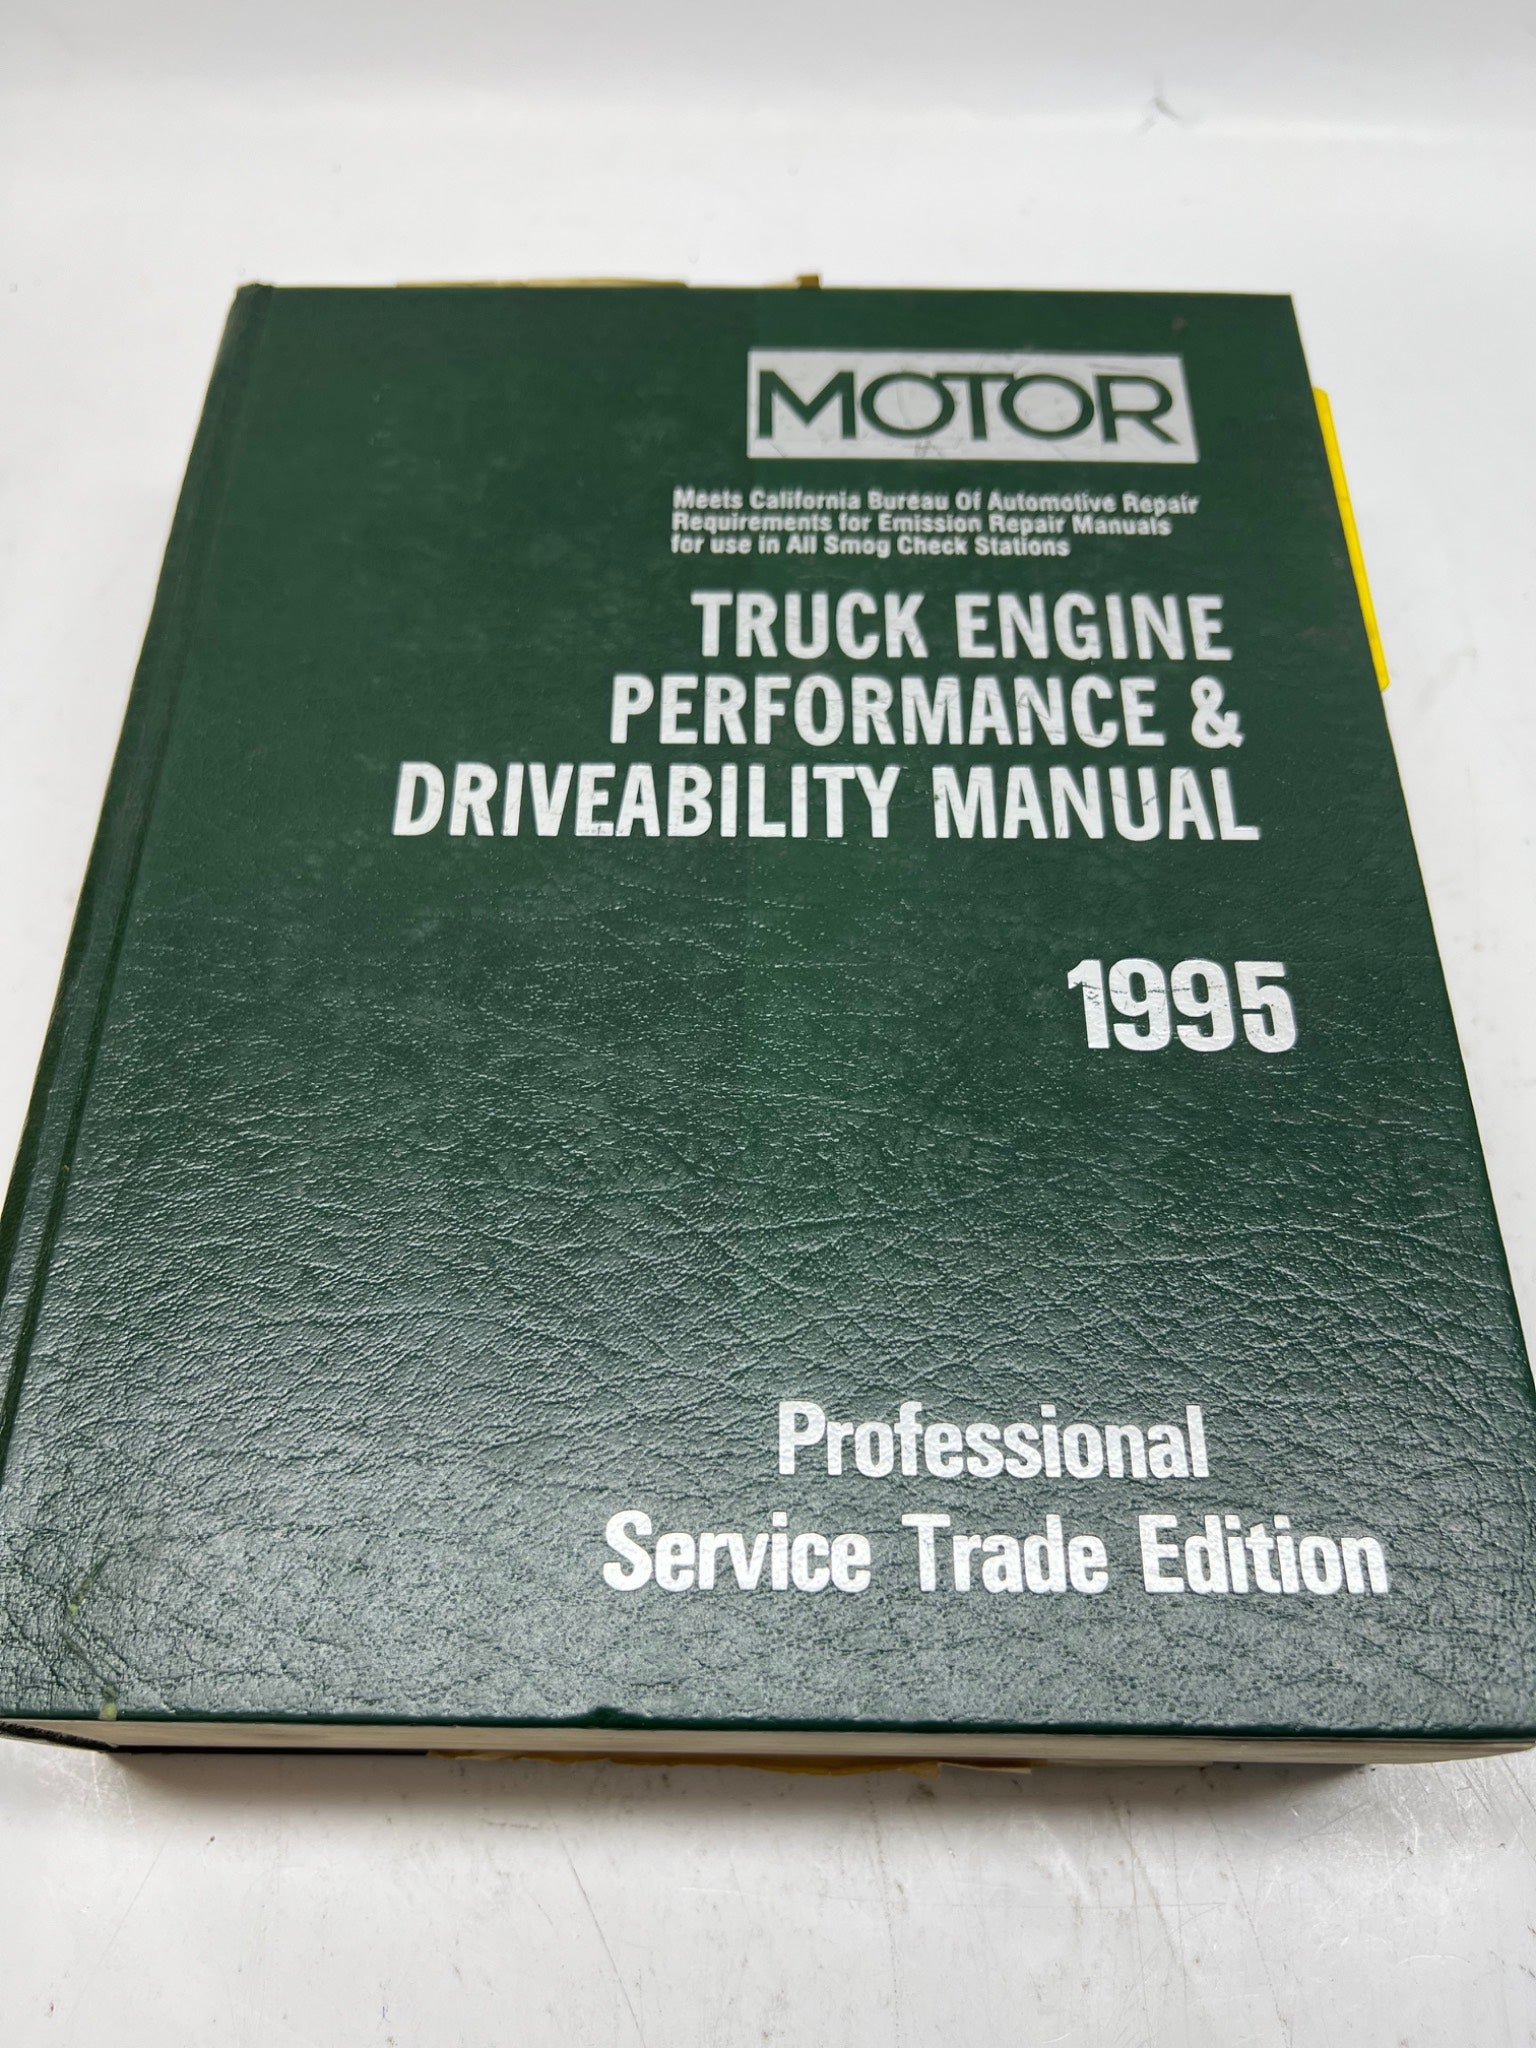 MOTOR
Meets California Bureau Of Automotive Repair
Requirements for Emission Repair Manuals
for use in All Smog Check Stations
TRUCK ENGINE
PERFORMANCE &
DRIVEABILITY MANUAL
1995
Professional
Service Trade Edition